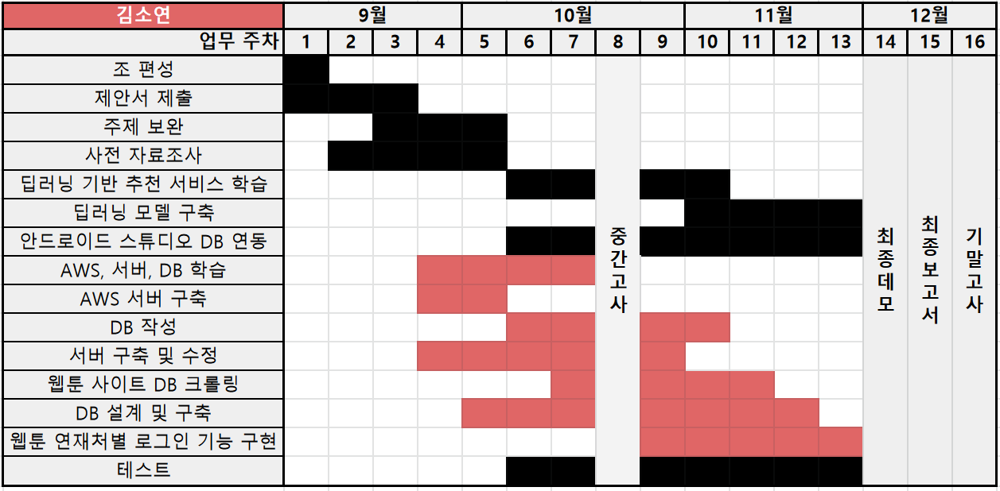 김소연 9월 10월 11월 12월
업무 주차 1 2 3 4 5 6 7 8 9 10 11 12 13 14 15 16
조 편성
제안서 제출
주제 보완
사전 자료조사
딥러닝 기반 추천 서비스 학습
딥러닝 모델 구축
안드로이드 스튜디오 DB 연동
AWS, 서버, DB 학습
AWS 서버 구축
DB 작성
서버 구축 및 수정
웹툰 사이트 DB 크롤링
DB 설계 및 구축
웹툰 연재처별 로그인 기능 구현
테스트
중간고사
최종데모
최종보고서
기말고사